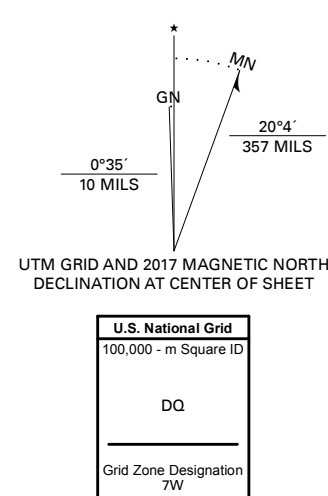 ★
MN
GN
20°4´
357 MILS
0°35´
10 MILS
UTM GRID AND 2017 MAGNETIC NORTH
DECLINATION AT CENTER OF SHEET
U.S. National Grid
100,000 - m Square ID
DQ
Grid Zone Designation
7W